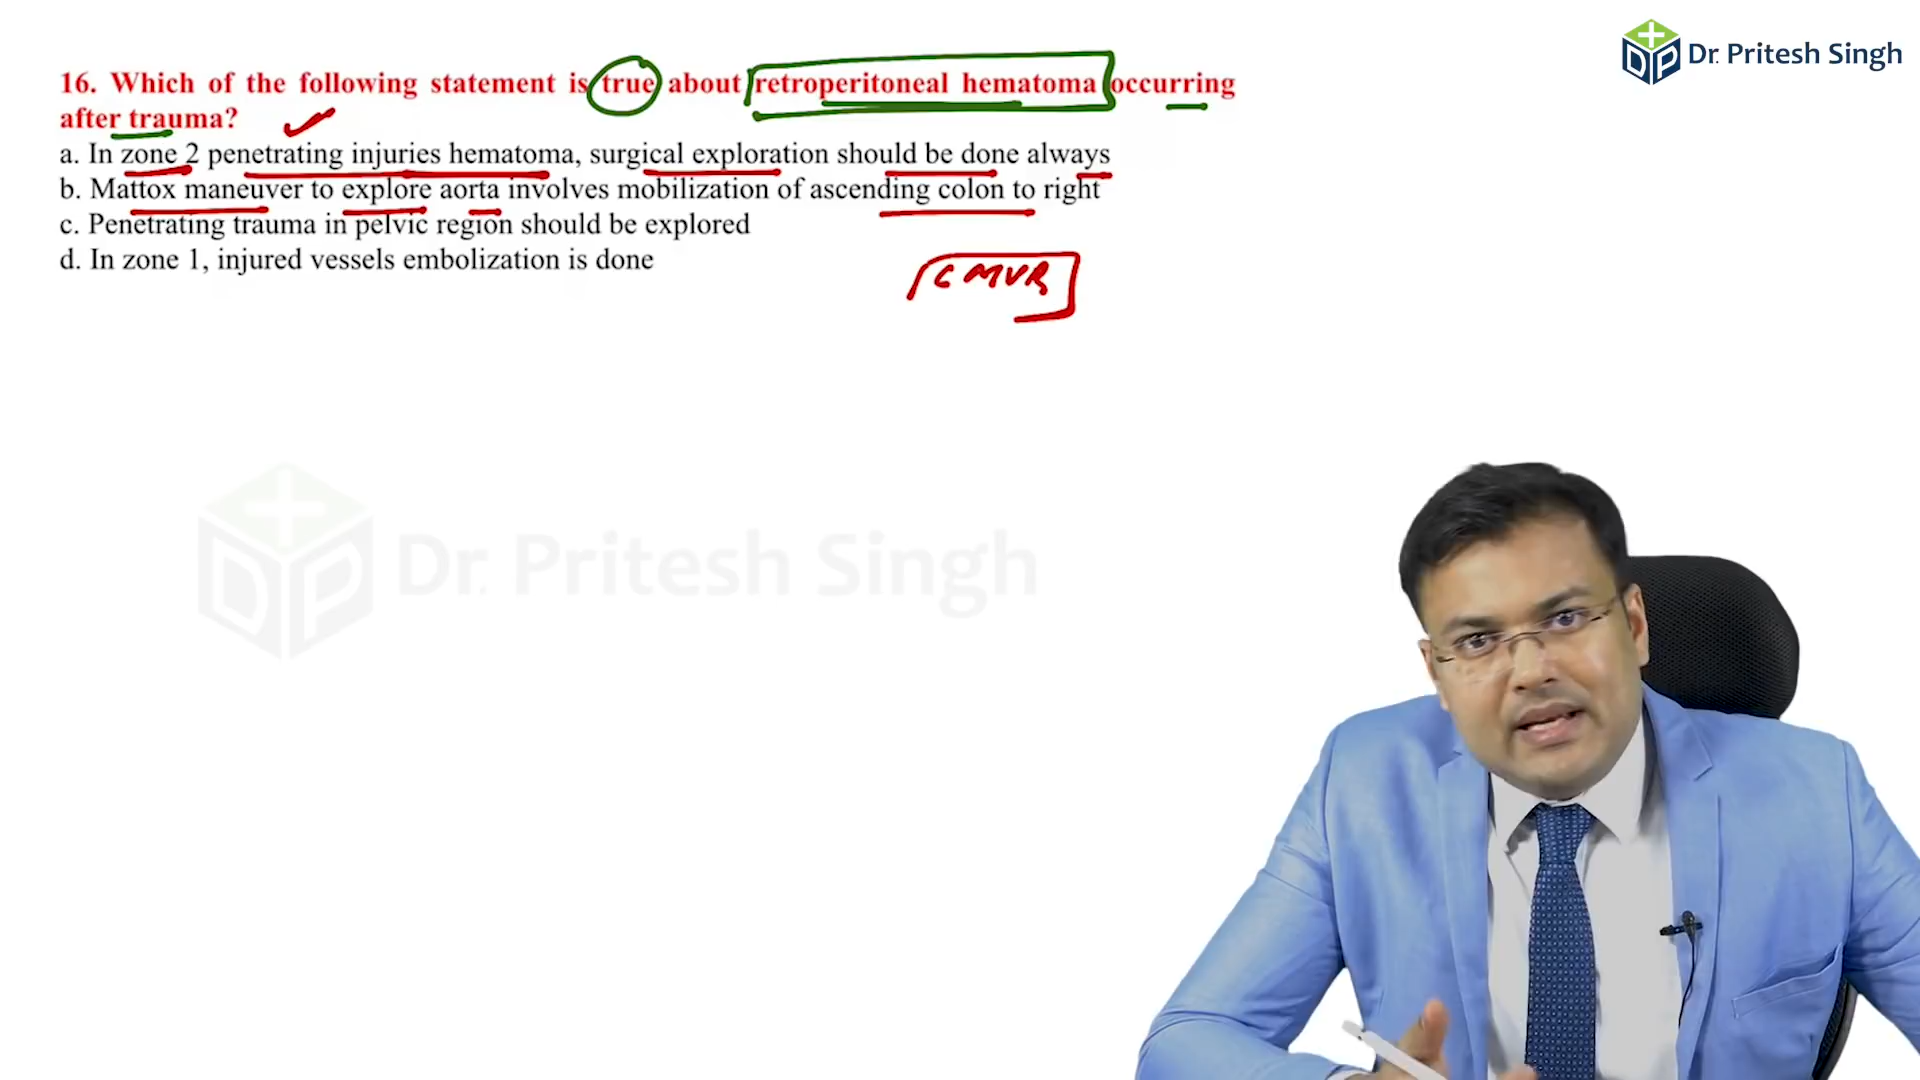 Dr. Pritesh Singh
16. Which of the following statement is true about retroperitoneal hematoma occurring
after trauma?
a. In zone 2 penetrating injuries hematoma, surgical exploration should be done always
b. Mattox maneuver to explore aorta involves mobilization of ascending colon to right
c. Penetrating trauma in pelvic region should be explored
d. In zone 1, injured vessels embolization is done
CMVR
Dr. Pritesh Singh